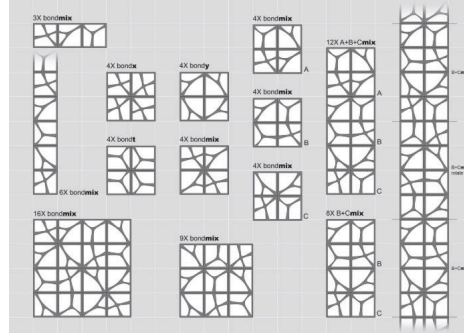 3X bondmix
4X bondmix
A
12X A+B+Cmix
A
B
C
4X bondx
4X bondy
4X bondmix
B
4X bondt
4X bondmix
4X bondmix
C
6X bondmix
16X bondmix
9X bondmix
8X B+Cmix
B
C